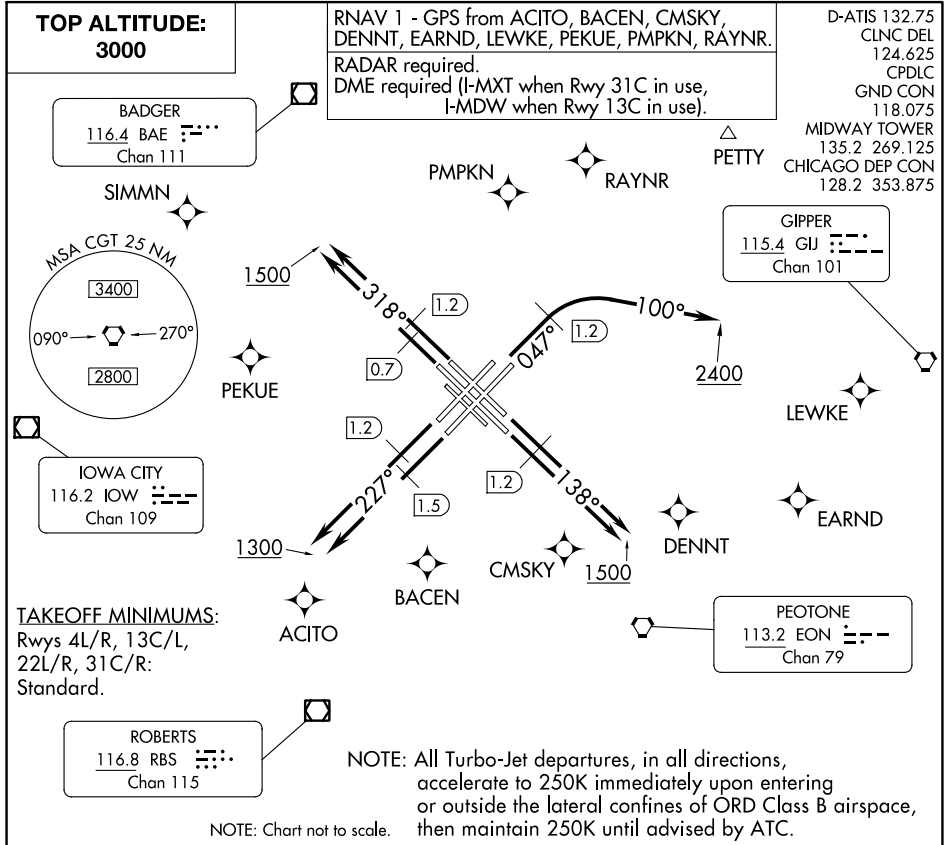 TOP ALTITUDE:
3000
RNAV 1 - GPS from ACITO, BACEN, CMSKY,
DENNT, EARND, LEWKE, PEKUE, PMPKN, RAYNR.
RADAR required.
DME required (I-MXT when Rwy 31C in use,
I-MDW when Rwy 13C in use).
D-ATIS 132.75
CLNC DEL
124.625
CPDLC
GND CON
118.075
MIDWAY TOWER
135.2 269.125
CHICAGO DEP CON
128.2 353.875
BADGER
116.4 BAE
Chan 111
PETTY
PMPKN
RAYNR
SIMMN
GIPPER
115.4 GIJ
Chan 101
MSA CGT 25 NM
3400
090°
270°
2800
1500
318°
1.2
0.7
047°
1.2
100°
2400
PEKUE
LEWKE
IOWA CITY
116.2 IOW
Chan 109
1.2
227°
1.5
1300
1.2
138°
1500
EARND
DENNT
CMSKY
BACEN
ACITO
TAKEOFF MINIMUMS:
Rwys 4L/R, 13C/L,
22L/R, 31C/R:
Standard.
PEOTONE
113.2 EON
Chan 79
ROBERTS
116.8 RBS
Chan 115
NOTE: All Turbo-Jet departures, in all directions,
accelerate to 250K immediately upon entering
or outside the lateral confines of ORD Class B airspace,
then maintain 250K until advised by ATC.
NOTE: Chart not to scale.